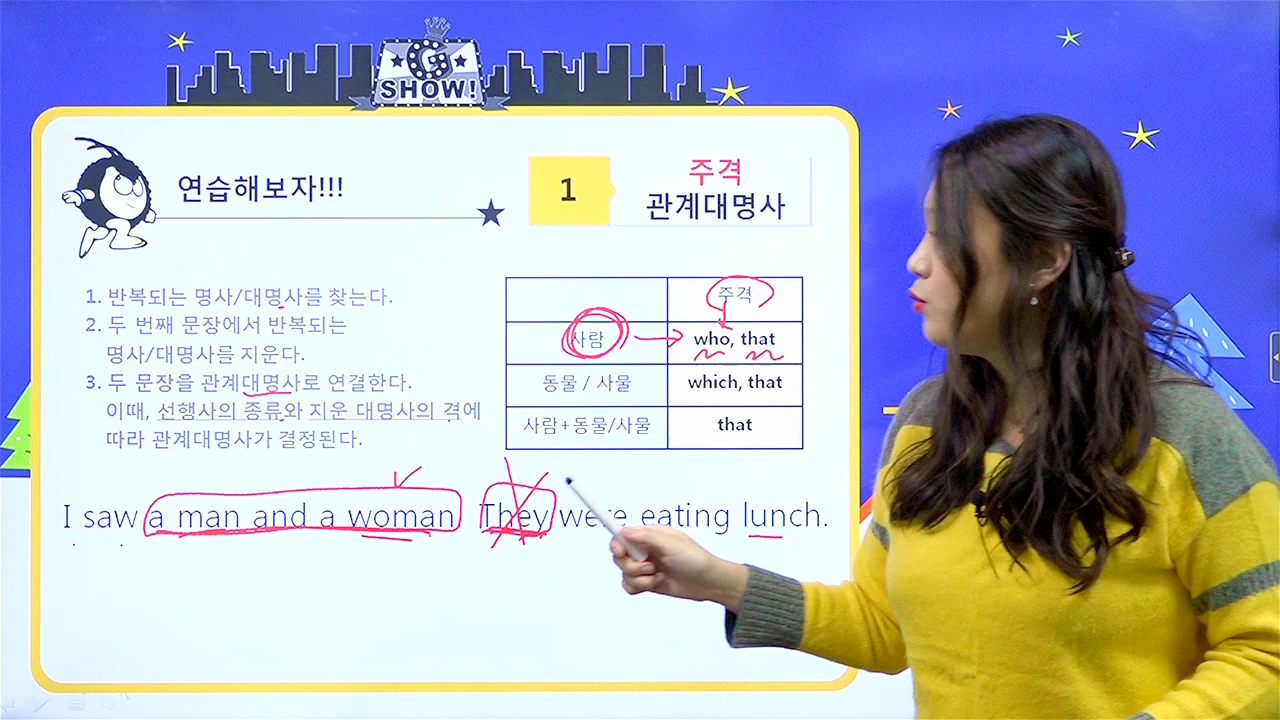 G
SHOW!
연습해보자!!!
1
주격
관계대명사
1. 반복되는 명사/대명사를 찾는다.
2. 두 번째 문장에서 반복되는
명사/대명사를 지운다.
3. 두 문장을 관계대명사로 연결한다.
이때, 선행사의 종류와 지운 대명사의 격에
따라 관계대명사가 결정된다.
주격
사람 who, that
동물 / 사물 which, that
사람+동물/사물 that
I saw a man and a woman They were eating lunch.